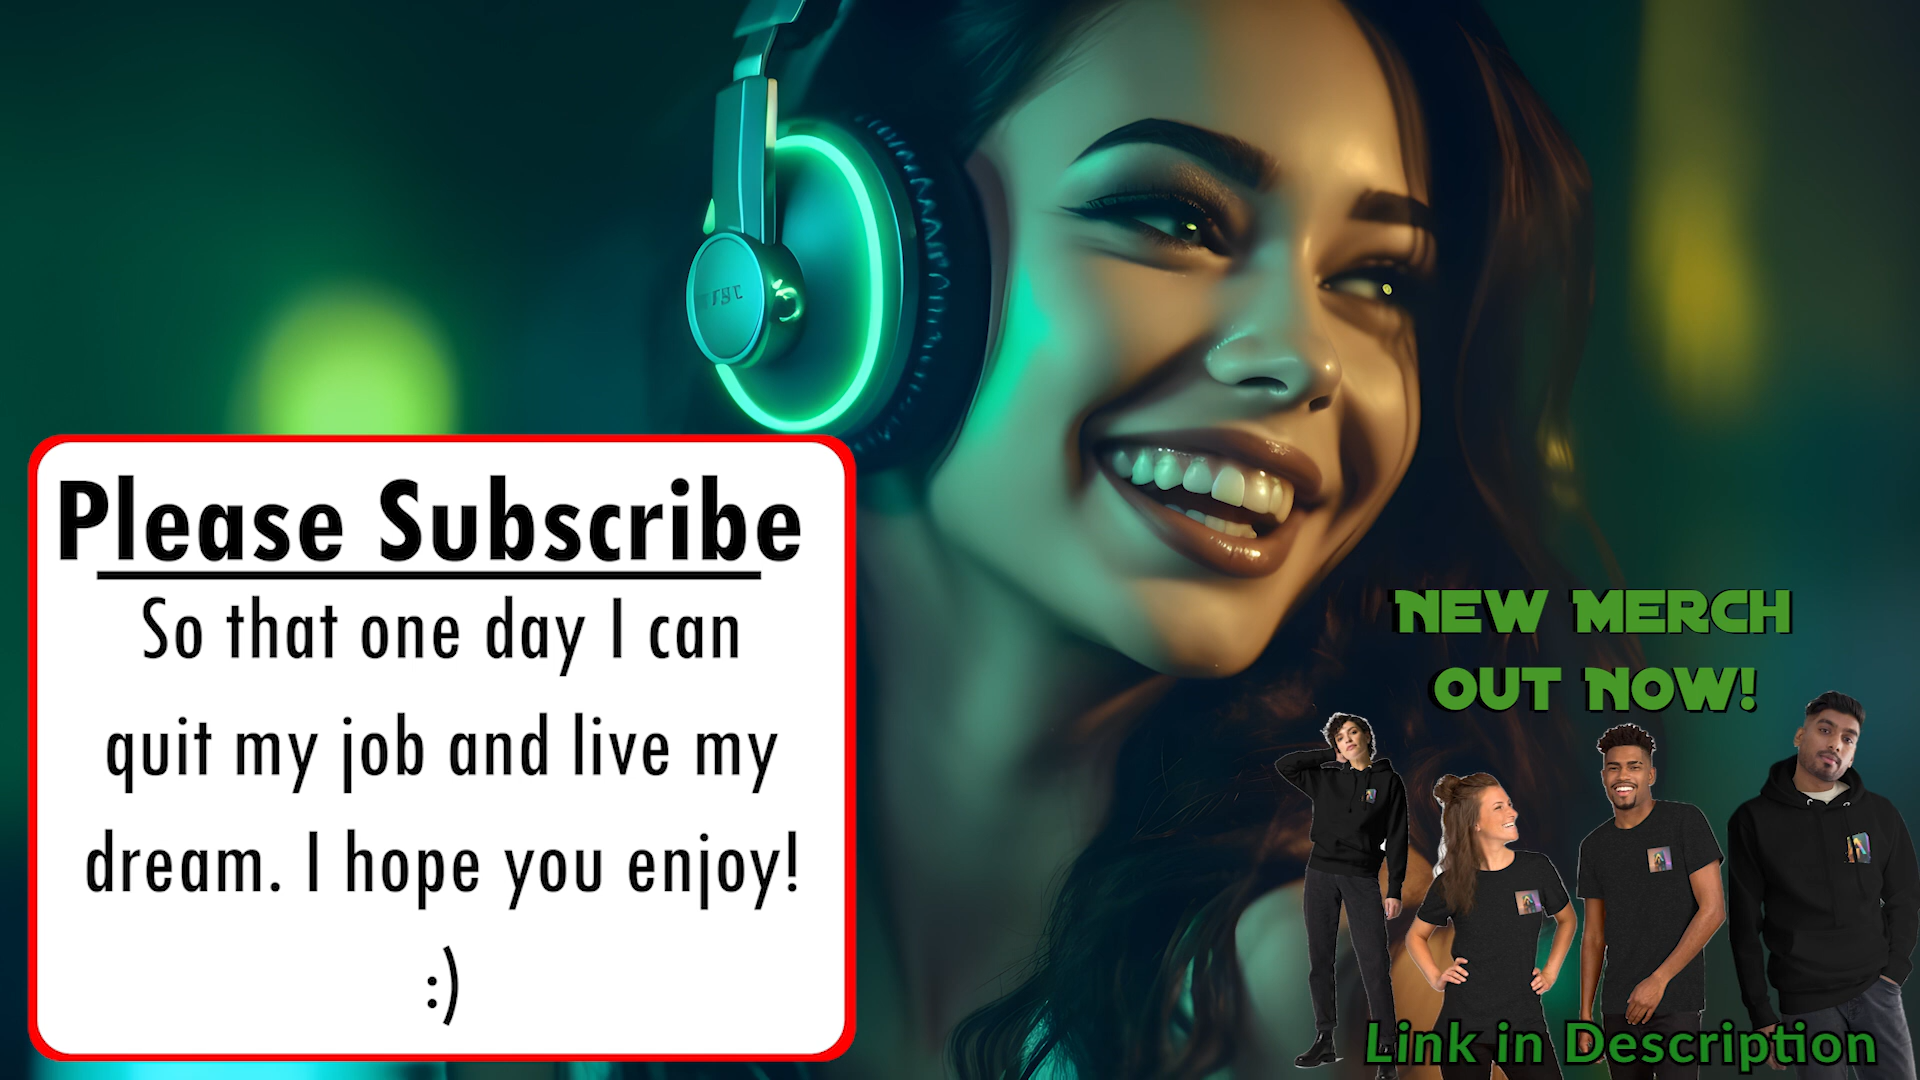 Please Subscribe
So that one day I can
quit my job and live my
dream. I hope you enjoy!
:)
NEW MERCH
OUT NOW!
Link in Description